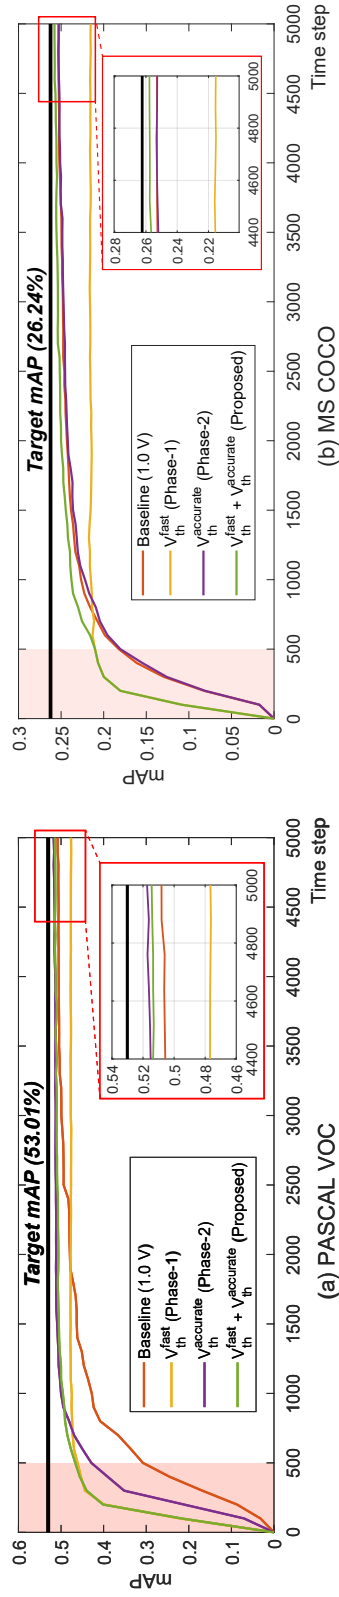 0.6
0.5
0.4
0.3
0.2
0.1
0
mAP
Target mAP (53.01%)
Baseline (1.0 V)
V_th^fast (Phase-1)
V_th^accurate (Phase-2)
V_th^fast + V_th^accurate (Proposed)
0.54
0.52
0.5
0.48
0.46
4400 4600 4800 5000
0 500 1000 1500 2000 2500 3000 3500 4000 4500 5000
Time step
(a) PASCAL VOC
0.3
0.25
0.2
0.15
0.1
0.05
0
mAP
Target mAP (26.24%)
Baseline (1.0 V)
V_th^fast (Phase-1)
V_th^accurate (Phase-2)
V_th^fast + V_th^accurate (Proposed)
0.28
0.26
0.24
0.22
4400 4600 4800 5000
0 500 1000 1500 2000 2500 3000 3500 4000 4500 5000
Time step
(b) MS COCO